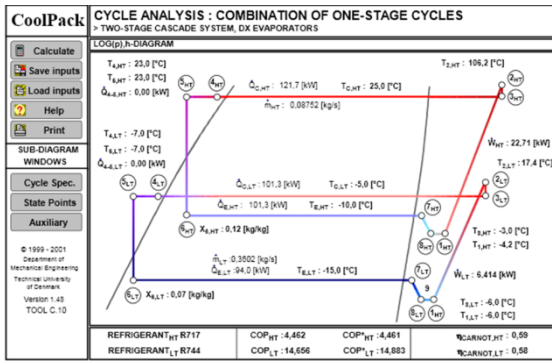 CoolPack
CYCLE ANALYSIS : COMBINATION OF ONE-STAGE CYCLES
> TWO-STAGE CASCADE SYSTEM, DX EVAPORATORS
LOG(p),h-DIAGRAM
Calculate
Save inputs
Load inputs
Help
Print
SUB-DIAGRAM
WINDOWS
Cycle Spec.
State Points
Auxiliary
© 1999 - 2001
Department of
Mechanical Engineering
Technical University
of Denmark
Version 1.48
TOOL C.10
T4,HT : 23,0 [°C]
T5,HT : 23,0 [°C]
Q̇4-5,HT : 0,00 [kW]
5HT
4HT
Q̇C,HT : 121,7 [kW]
TC,HT : 25,0 [°C]
ṁHT : 0,08752 [kg/s]
T2,HT : 106,2 [°C]
2HT
3HT
ẆHT : 22,71 [kW]
T4,LT : -7,0 [°C]
T5,LT : -7,0 [°C]
Q̇4-5,LT : 0,00 [kW]
T2,LT : 17,4 [°C]
5LT
4LT
Q̇C,LT : 101,3 [kW]
TC,LT : -5,0 [°C]
2LT
3LT
Q̇E,HT : 101,3 [kW]
TE,HT : -10,0 [°C]
6HT
X6,HT : 0,12 [kg/kg]
7HT
8HT
1HT
T8,HT : -3,0 [°C]
T1,HT : -4,2 [°C]
ṁLT : 0,3502 [kg/s]
Q̇E,LT : 94,0 [kW]
TE,LT : -15,0 [°C]
7LT
9
ẆLT : 6,414 [kW]
6LT
X6,LT : 0,07 [kg/kg]
8LT
1HT
T8,LT : -6,0 [°C]
T1,LT : -6,0 [°C]
REFRIGERANTHT R717
COPHT : 4,462
COP*HT : 4,461
ηCARNOT,HT : 0,59
REFRIGERANTLT R744
COPLT : 14,656
COP*LT : 14,883
ηCARNOT,LT : 0,58